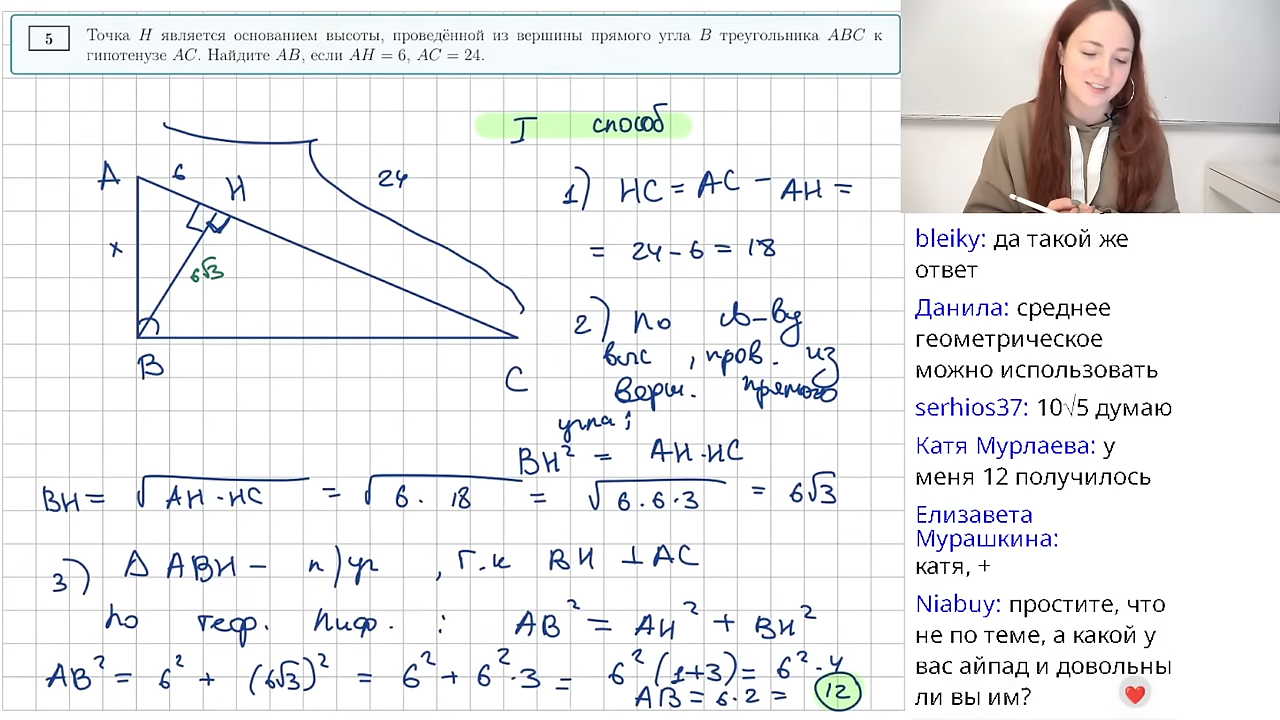 5
Точка H является основанием высоты, проведённой из вершины прямого угла B треугольника ABC к
гипотенузе AC. Найдите AB, если AH = 6, AC = 24.
I способ
A
6
H
24
x
6√3
B
C
1) HC = AC − AH =
= 24 − 6 = 18
2) По св-ву
выс, пров. из
верш. прямого
угла:
BH² = AH · HC
BH = √AH · HC = √6 · 18 = √6 · 6 · 3 = 6√3
3) Δ ABH − п/уг, т.к BH ⊥ AC
По теор. Пиф. : AB² = AH² + BH²
AB² = 6² + (6√3)² = 6² + 6² · 3 = 6² (1+3) = 6² · 4
AB = 6 · 2 = 12
bleiky: да такой же
ответ
Данила: среднее
геометрическое
можно использовать
serhios37: 10√5 думаю
Катя Мурлаева: у
меня 12 получилось
Елизавета
Мурашкина:
катя, +
Niabuy: простите, что
не по теме, а какой у
вас айпад и довольны
ли вы им?